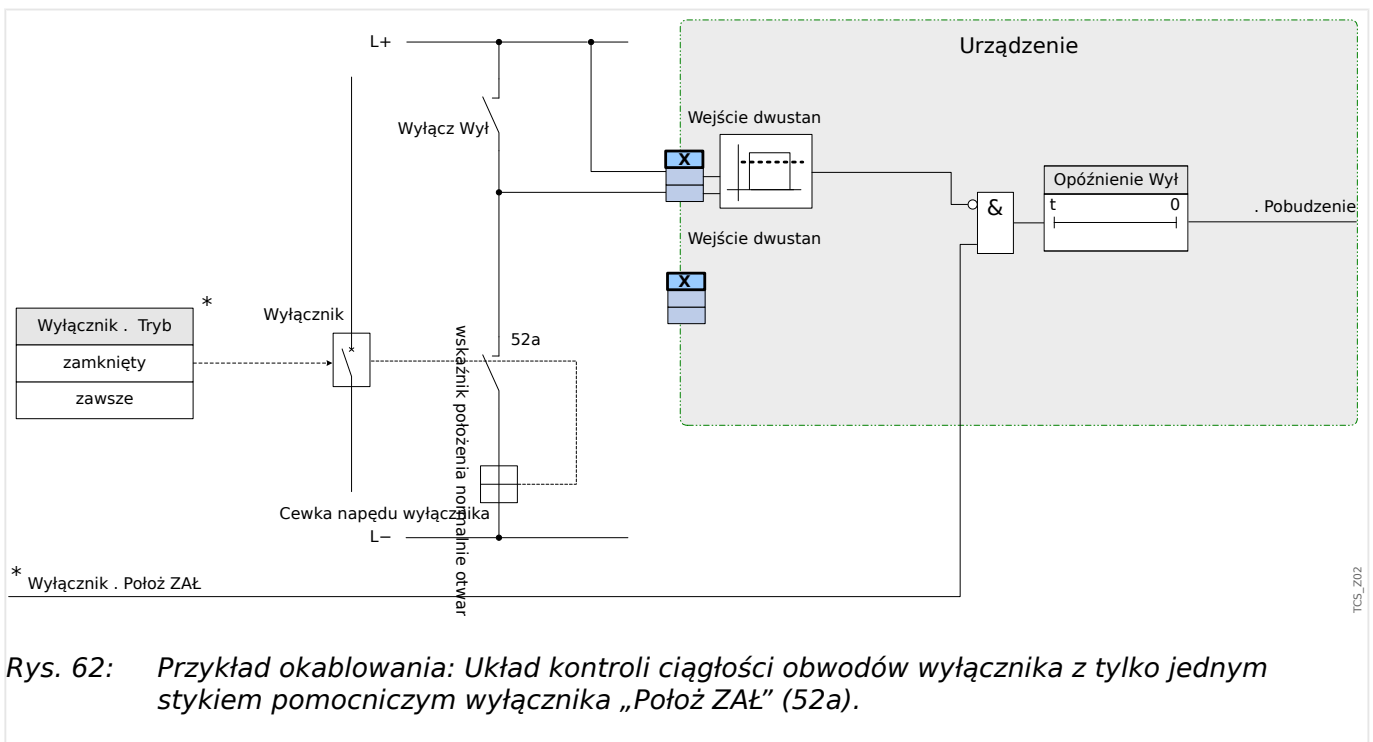 L+
Urządzenie
Wejście dwustan
Wyłącz Wył
X
Opóźnienie Wył
t 0
&
. Pobudzenie
Wejście dwustan
X
*
Wyłącznik . Tryb
zamknięty
zawsze
Wyłącznik
52a
wskaźnik położenia normalnie otwar
Cewka napędu wyłącznika
L−
* Wyłącznik . Położ ZAŁ
TCS_Z02
Rys. 62: Przykład okablowania: Układ kontroli ciągłości obwodów wyłącznika z tylko jednym
stykiem pomocniczym wyłącznika „Położ ZAŁ” (52a).